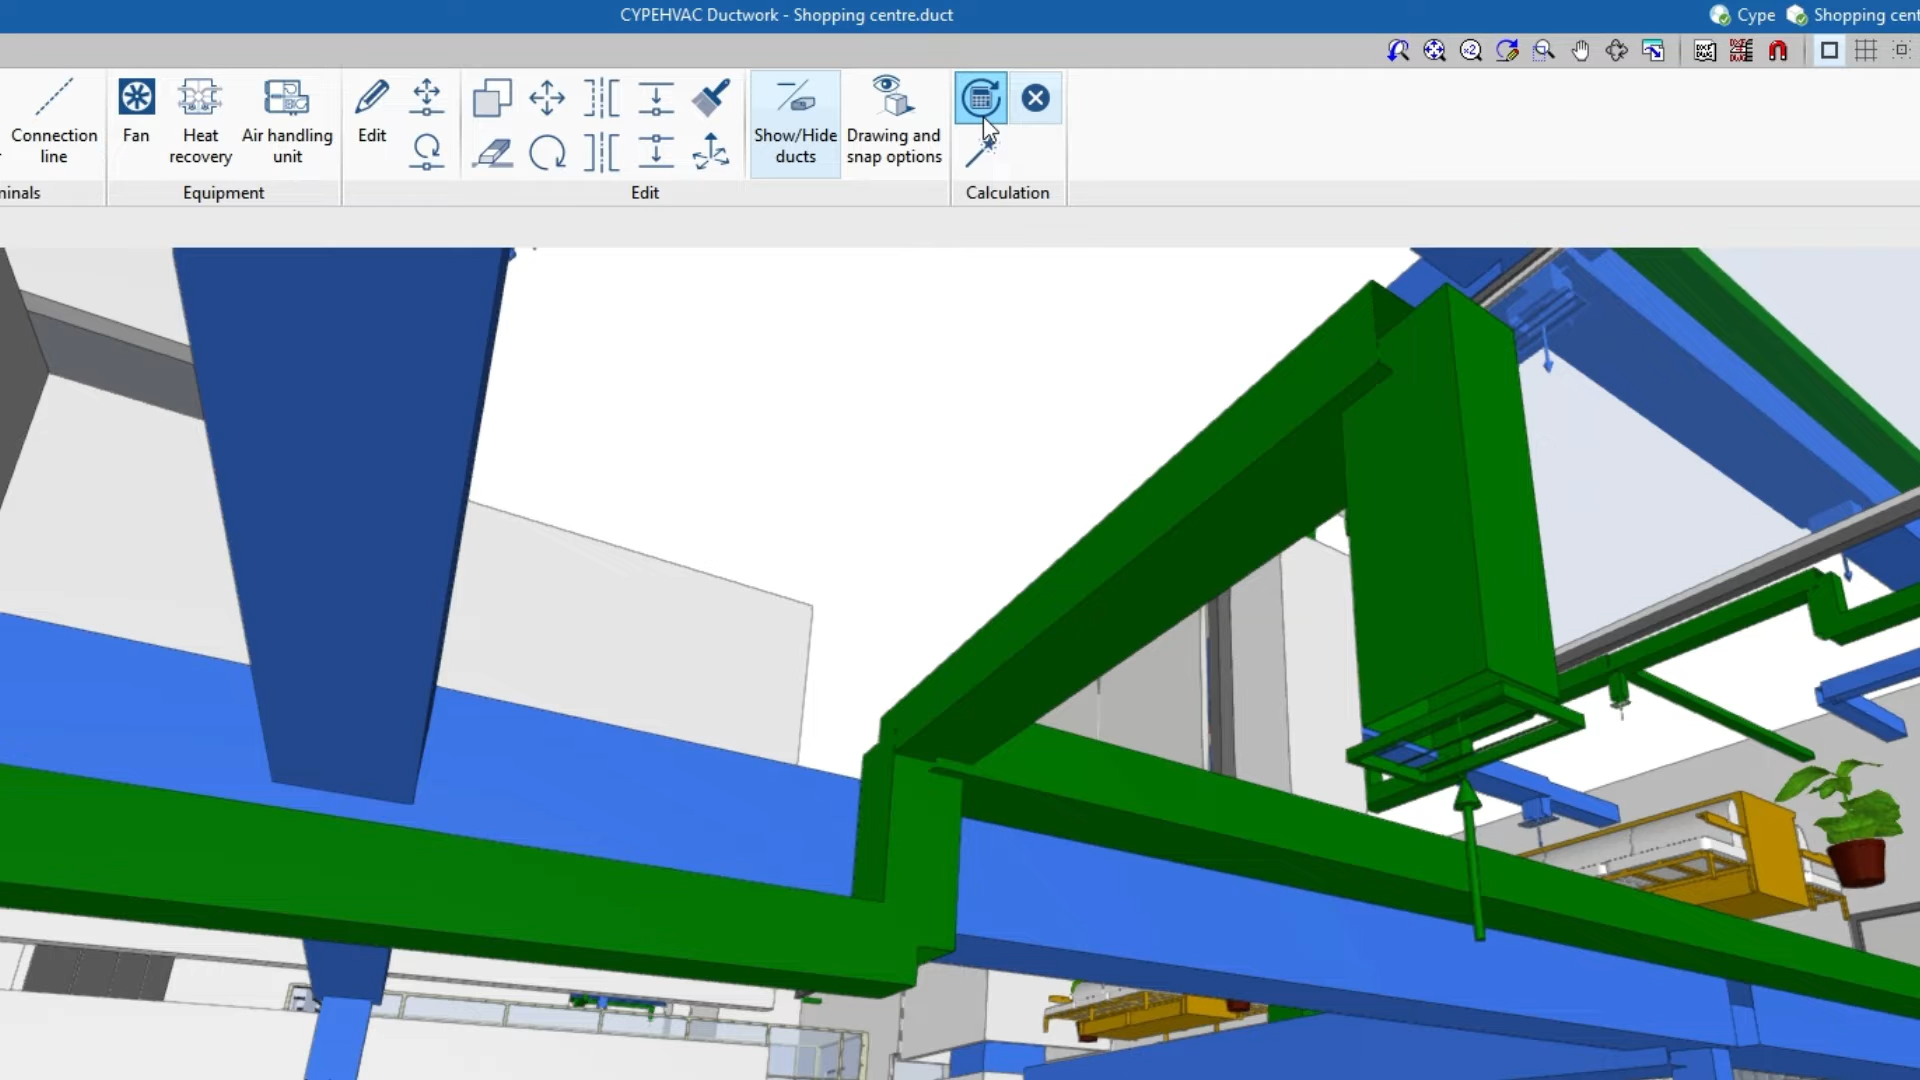 CYPEHVAC Ductwork - Shopping centre.duct
Cype
Shopping cent
Connection
line
Fan
Heat
recovery
Air handling
unit
Edit
Show/Hide
ducts
Drawing and
snap options
minals
Equipment
Edit
Calculation